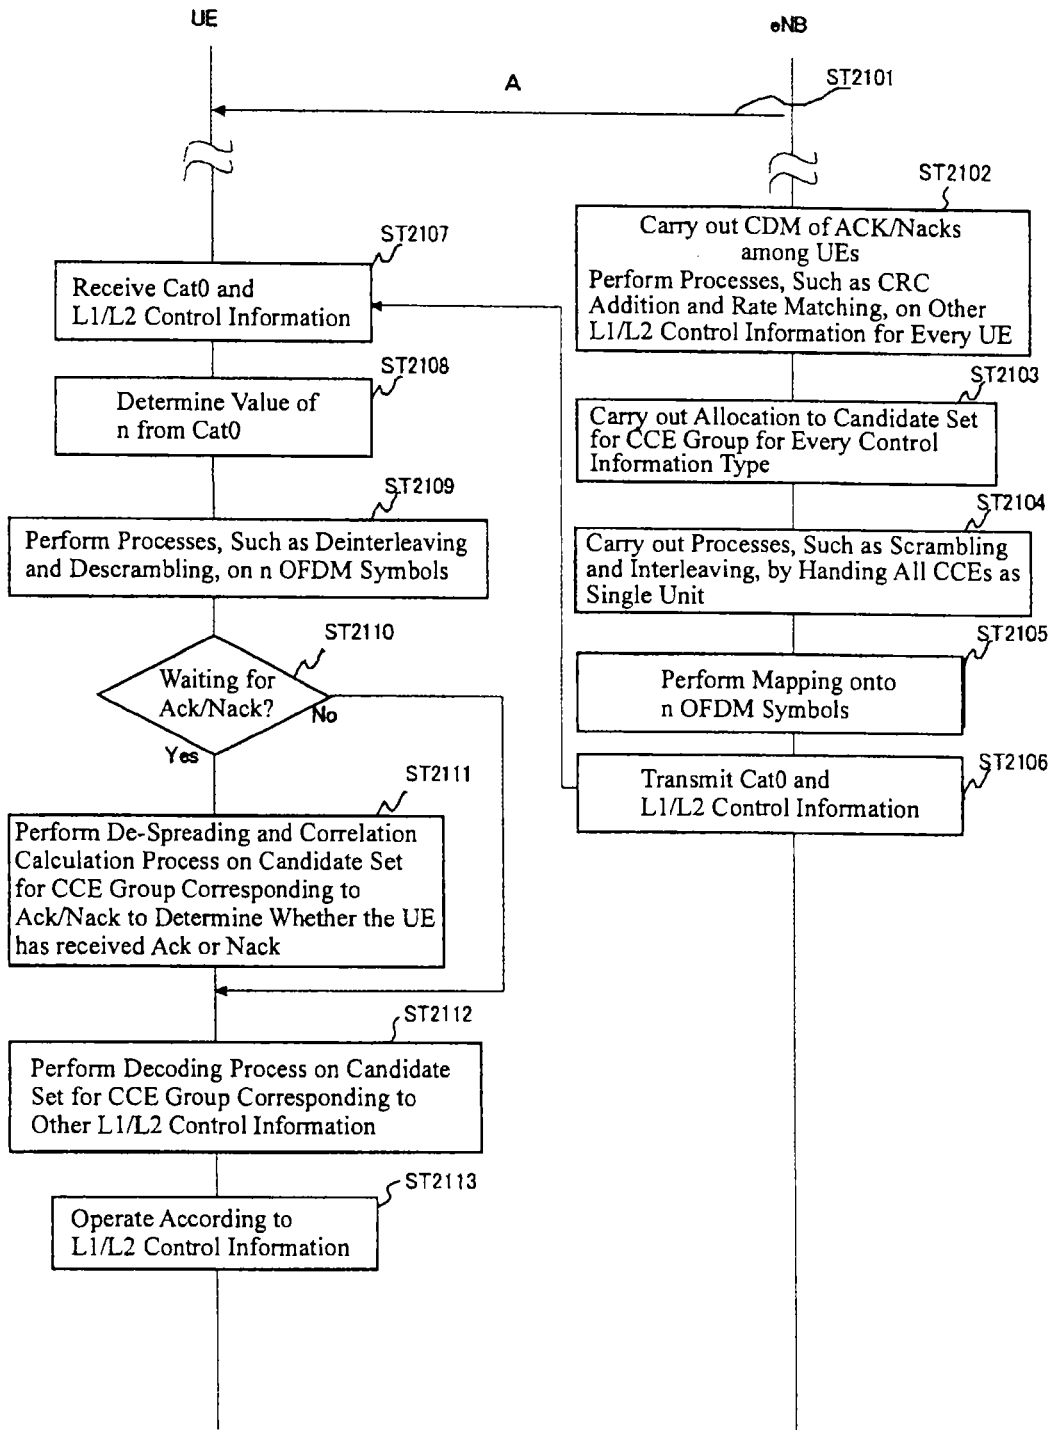 UE
eNB
A
ST2101
ST2102
Carry out CDM of ACK/Nacks
among UEs
Perform Processes, Such as CRC
Addition and Rate Matching, on Other
L1/L2 Control Information for Every UE
ST2107
Receive Cat0 and
L1/L2 Control Information
ST2108
Determine Value of
n from Cat0
ST2103
Carry out Allocation to Candidate Set
for CCE Group for Every Control
Information Type
ST2109
Perform Processes, Such as Deinterleaving
and Descrambling, on n OFDM Symbols
ST2104
Carry out Processes, Such as Scrambling
and Interleaving, by Handing All CCEs as
Single Unit
ST2110
Waiting for
Ack/Nack?
No
Yes
ST2105
Perform Mapping onto
n OFDM Symbols
ST2106
Transmit Cat0 and
L1/L2 Control Information
ST2111
Perform De-Spreading and Correlation
Calculation Process on Candidate Set
for CCE Group Corresponding to
Ack/Nack to Determine Whether the UE
has received Ack or Nack
ST2112
Perform Decoding Process on Candidate
Set for CCE Group Corresponding to
Other L1/L2 Control Information
ST2113
Operate According to
L1/L2 Control Information